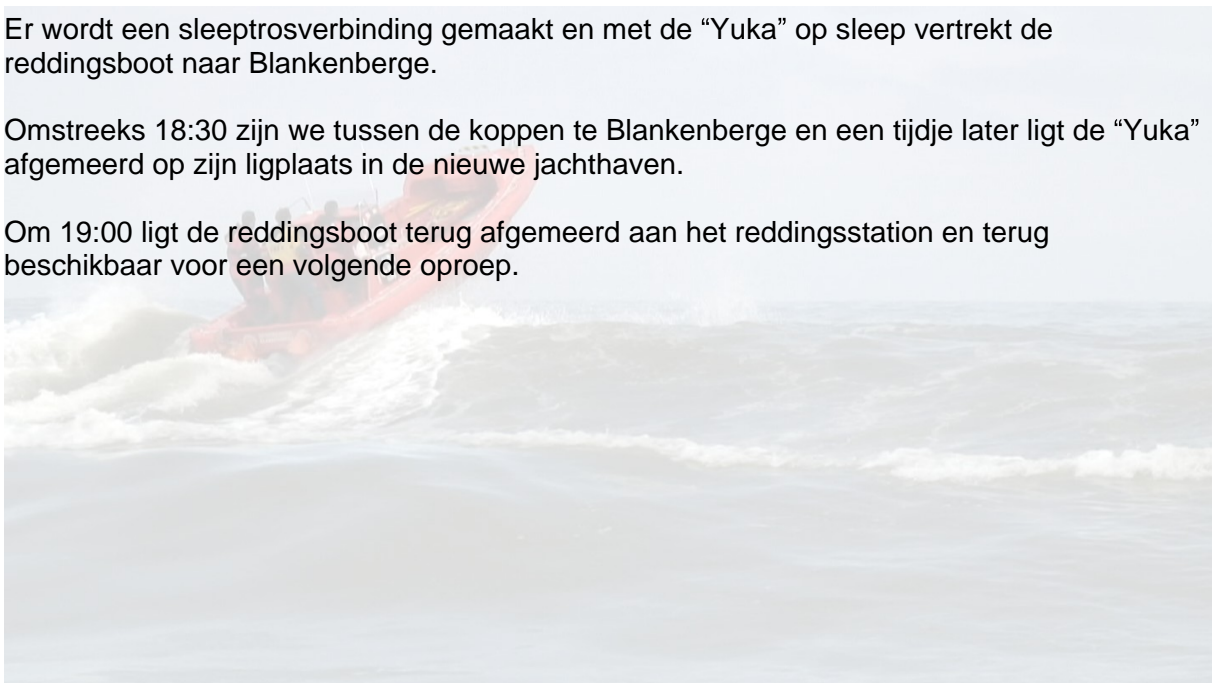 Er wordt een sleeptrosverbinding gemaakt en met de “Yuka” op sleep vertrekt de
reddingsboot naar Blankenberge.
Omstreeks 18:30 zijn we tussen de koppen te Blankenberge en een tijdje later ligt de “Yuka”
afgemeerd op zijn ligplaats in de nieuwe jachthaven.
Om 19:00 ligt de reddingsboot terug afgemeerd aan het reddingsstation en terug
beschikbaar voor een volgende oproep.